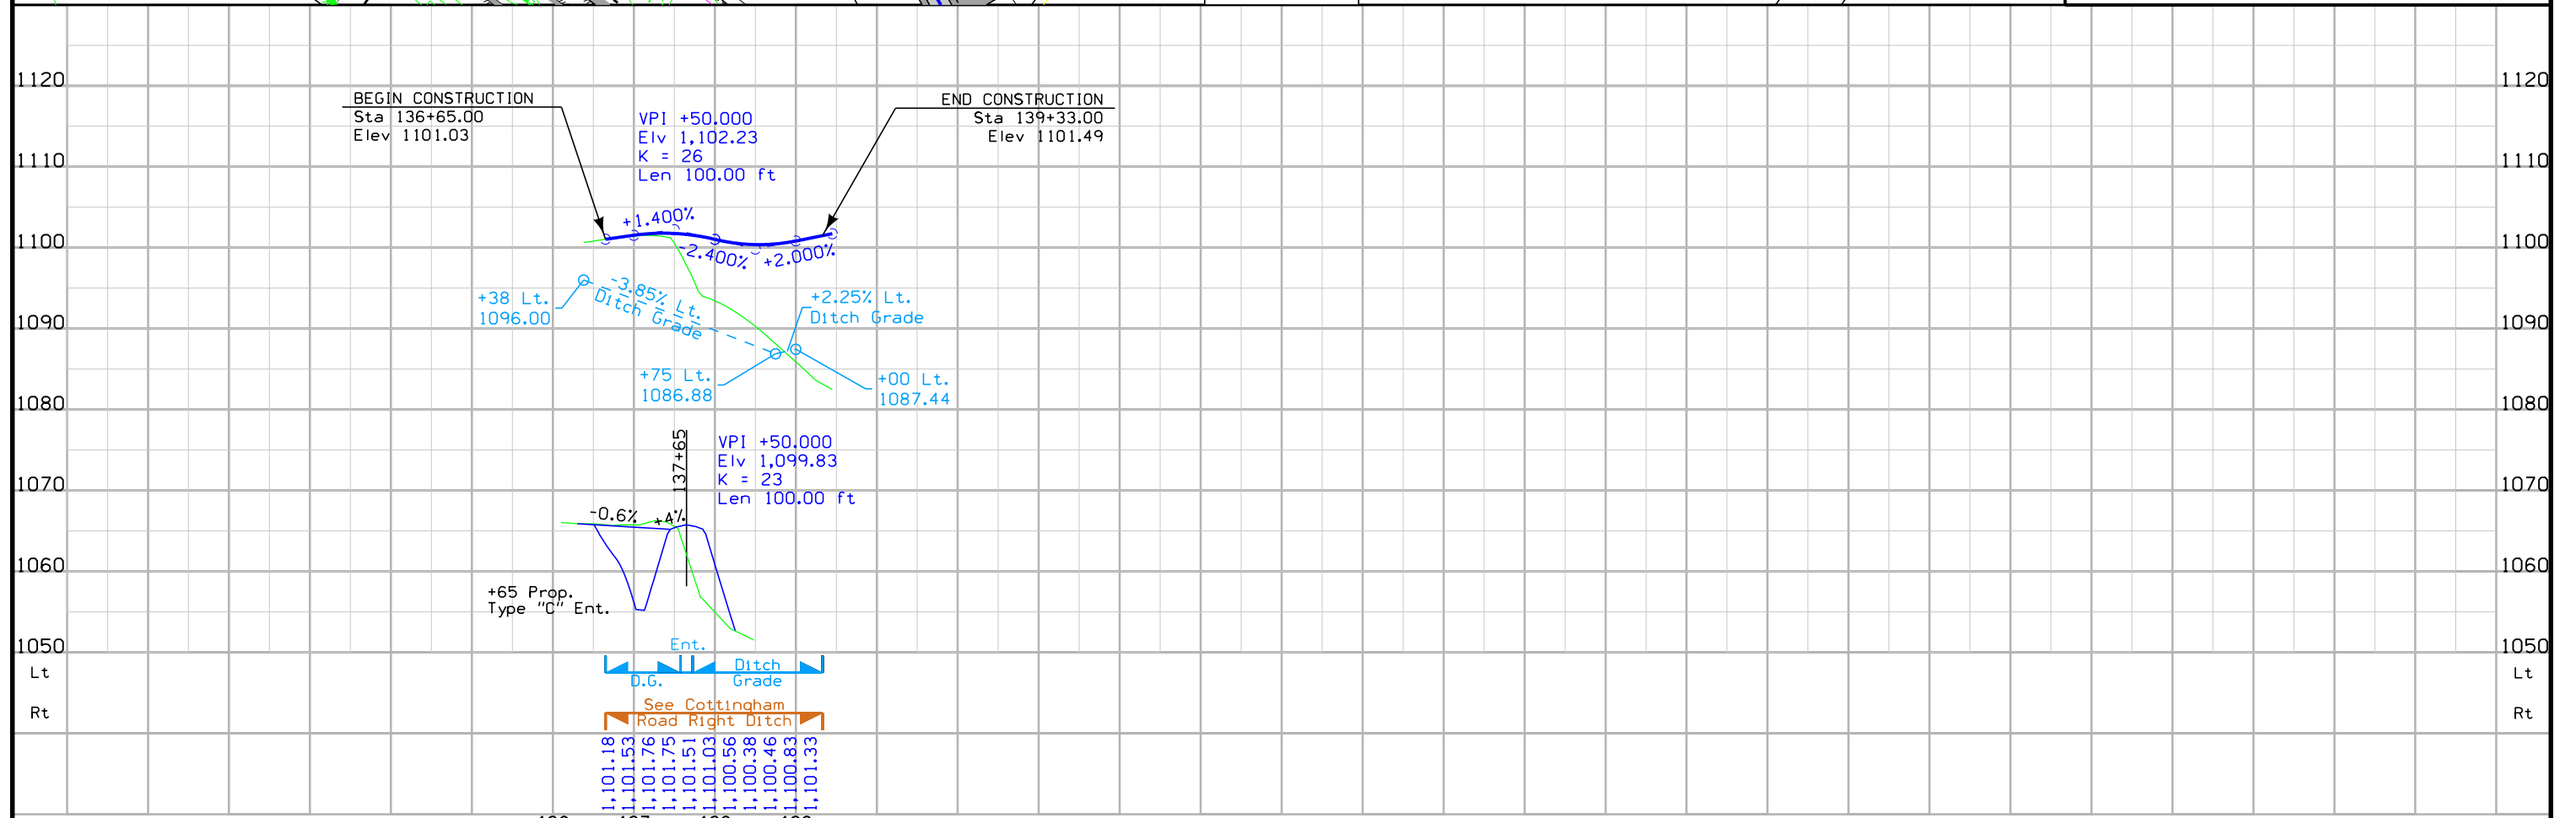 1120
1120
BEGIN CONSTRUCTION
Sta 136+65.00
Elev 1101.03
VPI +50.000
Elv 1,102.23
K = 26
Len 100.00 ft
END CONSTRUCTION
Sta 139+33.00
Elev 1101.49
1110
1110
+1.400%
-2.400%
+2.000%
1100
1100
+38 Lt.
1096.00
-3.85% Lt.
Ditch Grade
+2.25% Lt.
Ditch Grade
1090
1090
+75 Lt.
1086.88
+00 Lt.
1087.44
1080
1080
137+65
VPI +50.000
Elv 1,099.83
K = 23
Len 100.00 ft
1070
1070
-0.6%
+4%
1060
1060
+65 Prop.
Type "C" Ent.
1050
1050
Ent.
Lt
D.G.
Ditch
Grade
Lt
Rt
See Cottingham
Road Right Ditch
Rt
1,101.18
1,101.53
1,101.76
1,101.75
1,101.51
1,101.03
1,100.56
1,100.38
1,100.46
1,100.83
1,101.33